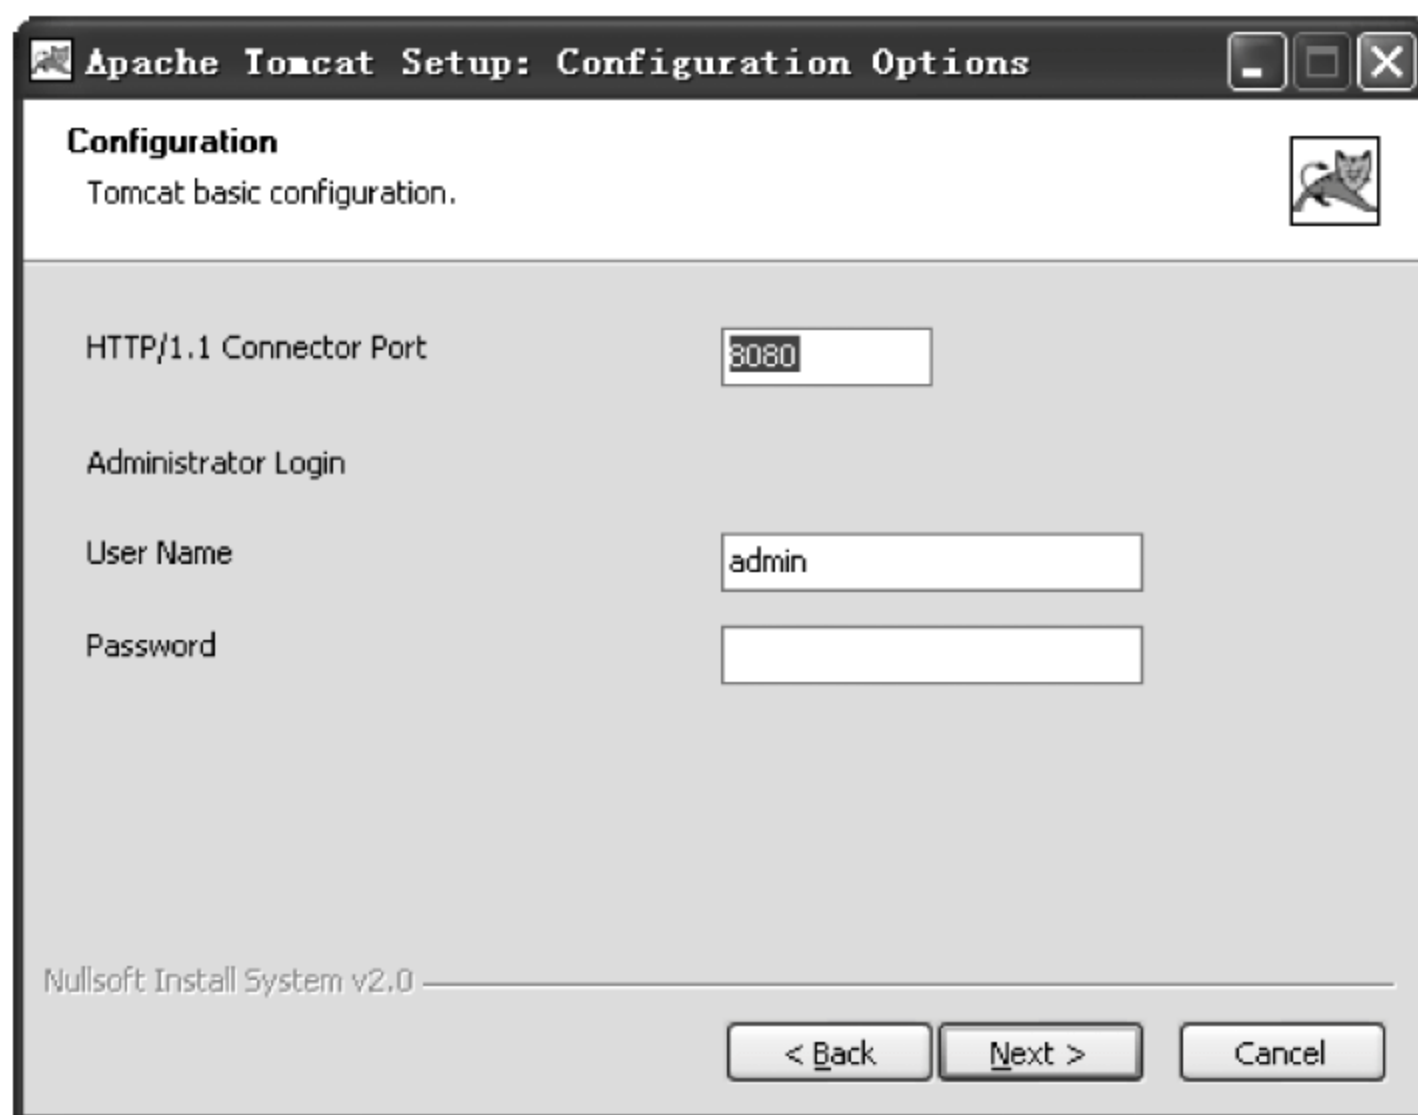 Apache Tomcat Setup: Configuration Options
Configuration
Tomcat basic configuration.
HTTP/1.1 Connector Port
8080
Administrator Login
User Name
admin
Password
Nullsoft Install System v2.0
< Back
Next >
Cancel